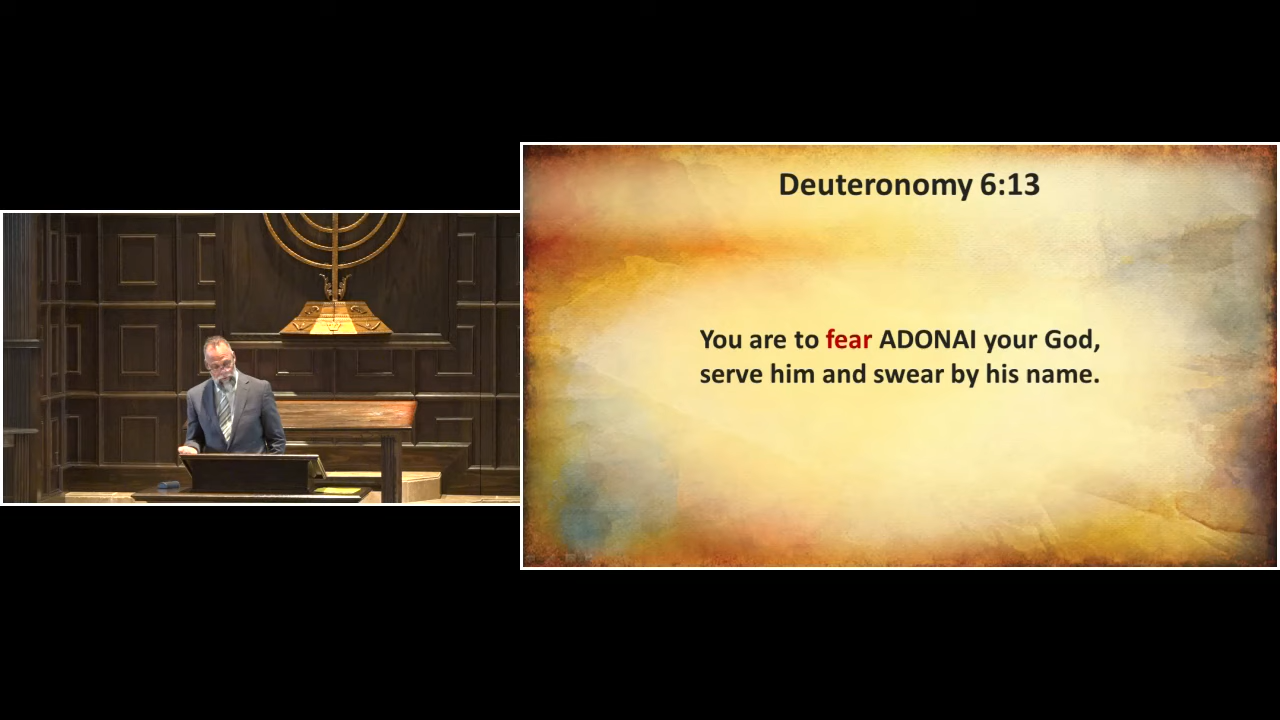 Deuteronomy 6:13
You are to fear ADONAI your God,
serve him and swear by his name.